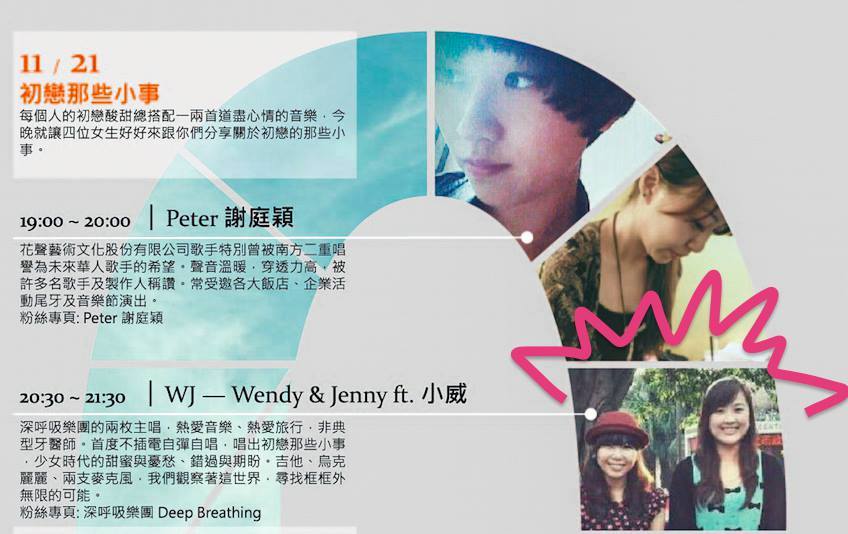 11 / 21
初戀那些小事
每個人的初戀酸甜總搭配一兩首道盡心情的音樂，今
晚就讓四位女生好好來跟你們分享關於初戀的那些小
事。
19:00 ~ 20:00 | Peter 謝庭穎
花聲藝術文化股份有限公司歌手特別曾被南方二重唱
譽為未來華人歌手的希望。聲音溫暖，穿透力高，被
許多名歌手及製作人稱讚。常受邀各大飯店、企業活
動尾牙及音樂節演出。
粉絲專頁: Peter 謝庭穎
20:30 ~ 21:30 | WJ — Wendy & Jenny ft. 小威
深呼吸樂團的兩枚主唱，熱愛音樂、熱愛旅行，非典
型牙醫師。首度不插電自彈自唱，唱出初戀那些小事
，少女時代的甜蜜與憂愁、錯過與期盼。吉他、烏克
麗麗、兩支麥克風，我們觀察著這世界，尋找框框外
無限的可能。
粉絲專頁: 深呼吸樂團 Deep Breathing